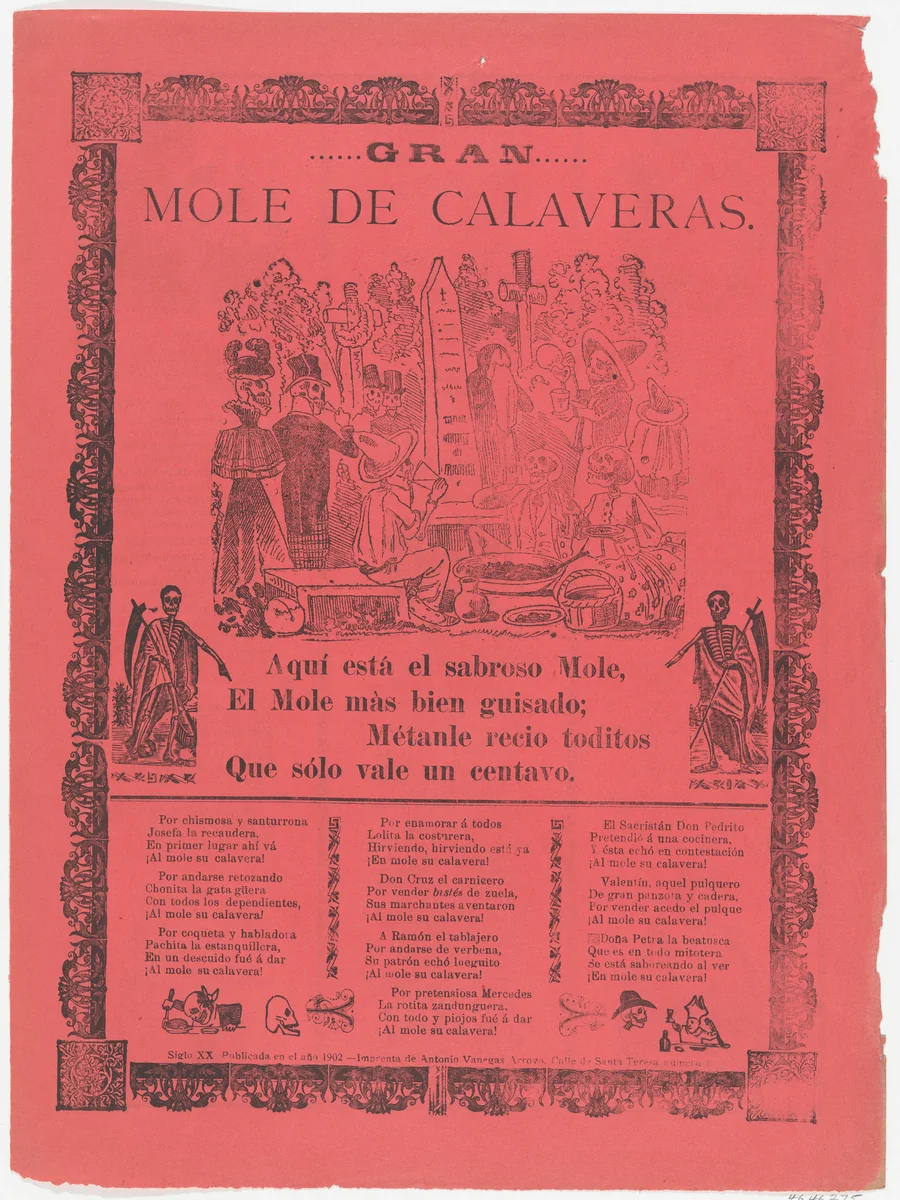 ......GRAN......
MOLE DE CALAVERAS.
Aquí está el sabroso Mole,
El Mole màs bien guisado;
Métanle recio toditos
Que sólo vale un centavo.
Por chismosa y santurrona
Josefa la recaudera,
En primer lugar ahí vá
¡Al mole su calavera!
Por andarse retozando
Chonita la gata güera
Con todos los dependientes,
¡Al mole su calavera!
Por coqueta y habladora
Pachita la estanquillera,
En un descuido fué á dar
¡Al mole su calavera!
Por enamorar á todos
Lolita la costurera,
Hirviendo, hirviendo está ya
¡En mole su calavera!
Don Cruz el carnicero
Por vender bistés de zuela,
Sus marchantes aventaron
¡Al mole su calavera!
A Ramón el tablajero
Por andarse de verbena,
Su patrón echó lueguito
¡Al mole su calavera!
Por pretensiosa Mercedes
La rotita zandunguera,
Con todo y piojos fué á dar
¡Al mole su calavera!
El Sacristán Don Pedrito
Pretendió á una cocinera,
Y ésta echó en contestación
¡Al mole su calavera!
Valentín, aquel pulquero
De gran panzota y cadera,
Por vender acedo el pulque
¡Al mole su calavera!
Doña Petra la beatusca
Que es en todo mitotera
Se está saboreando al ver
¡En mole su calavera!
Siglo XX Publicada en el año 1902—Imprenta de Antonio Vanegas Arroyo, Calle de Santa Teresa número